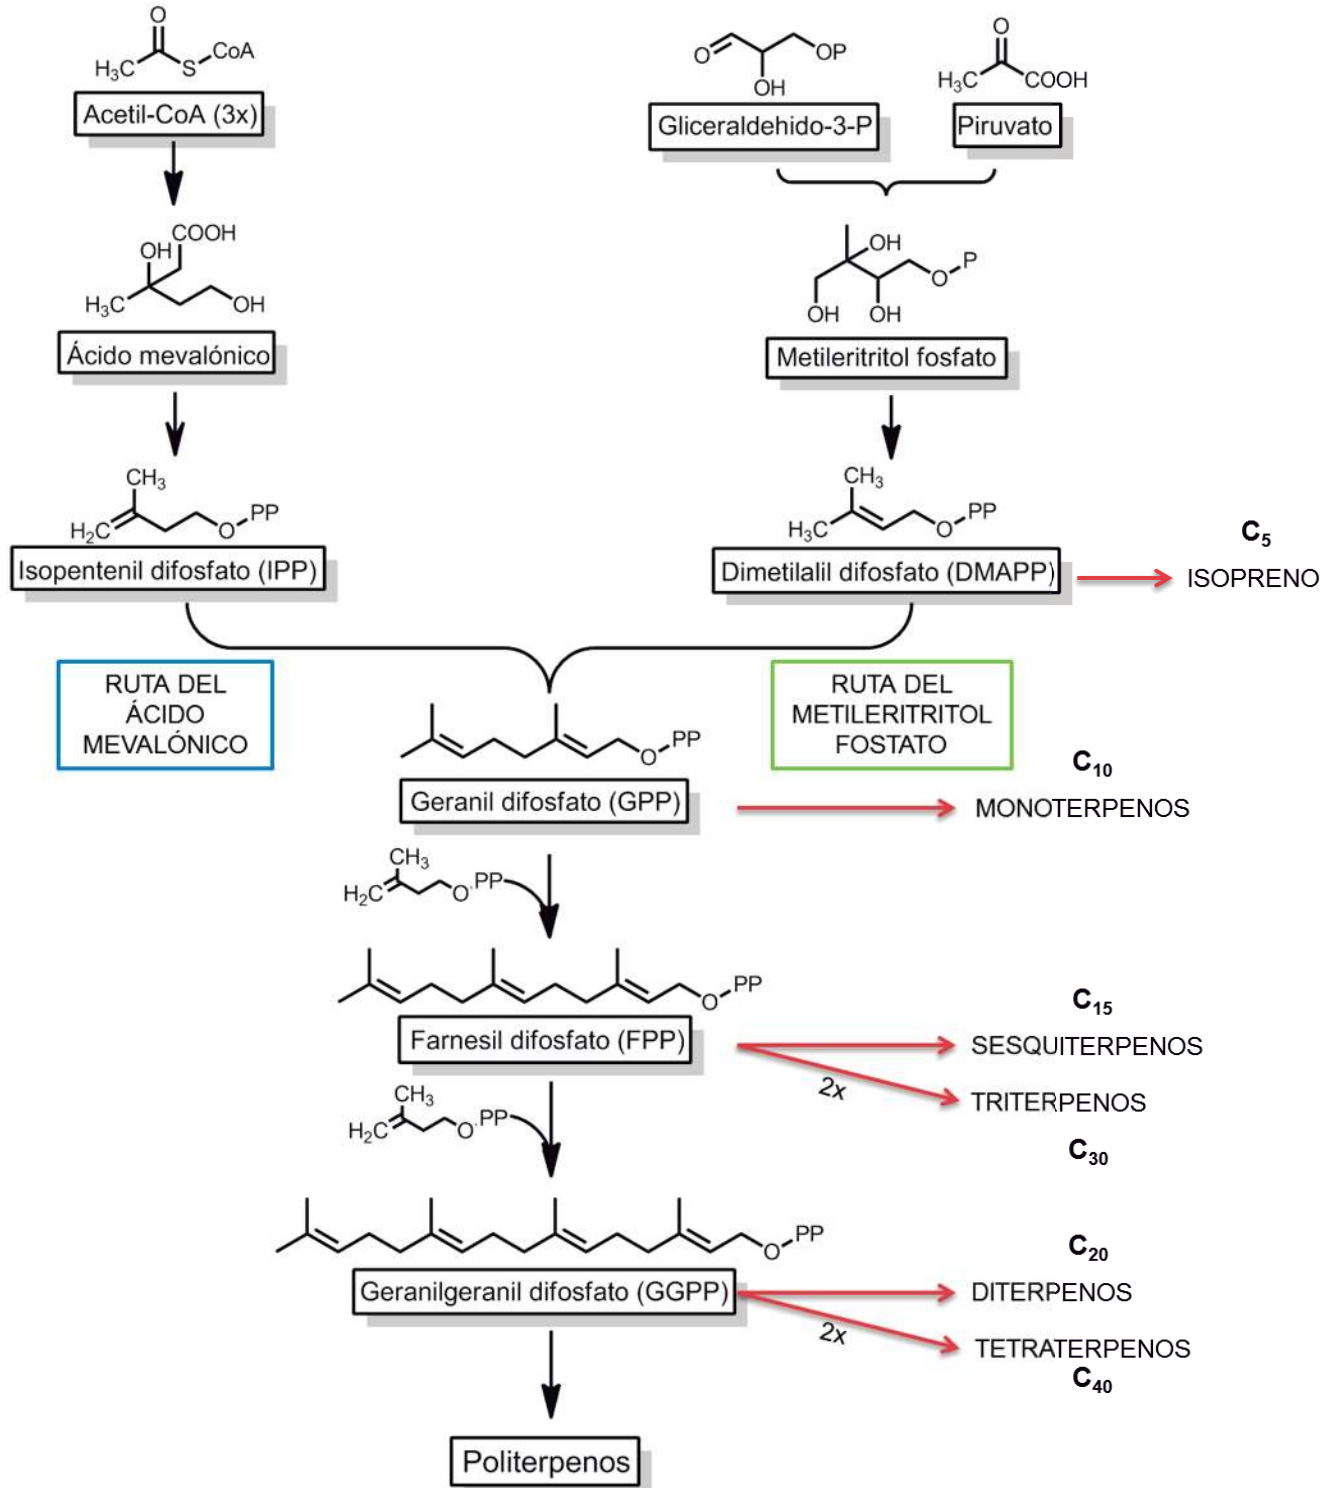 O
H₃C
S
CoA
Acetil-CoA (3x)
O
OH
OP
Gliceraldehido-3-P
O
H₃C
COOH
Piruvato
COOH
OH
H₃C
OH
Ácido mevalónico
OH
P
O
OH
OH
Metileritritol fosfato
CH₃
H₂C
O
PP
Isopentenil difosfato (IPP)
CH₃
H₃C
O
PP
Dimetilalil difosfato (DMAPP)
C₅
ISOPRENO
RUTA DEL
ÁCIDO
MEVALÓNICO
RUTA DEL
METILERITRITOL
FOSTATO
O
PP
Geranil difosfato (GPP)
C₁₀
MONOTERPENOS
CH₃
H₂C
O
PP
O
PP
Farnesil difosfato (FPP)
C₁₅
SESQUITERPENOS
2x
TRITERPENOS
C₃₀
CH₃
H₂C
O
PP
O
PP
Geranilgeranil difosfato (GGPP)
C₂₀
DITERPENOS
2x
TETRATERPENOS
C₄₀
Politerpenos